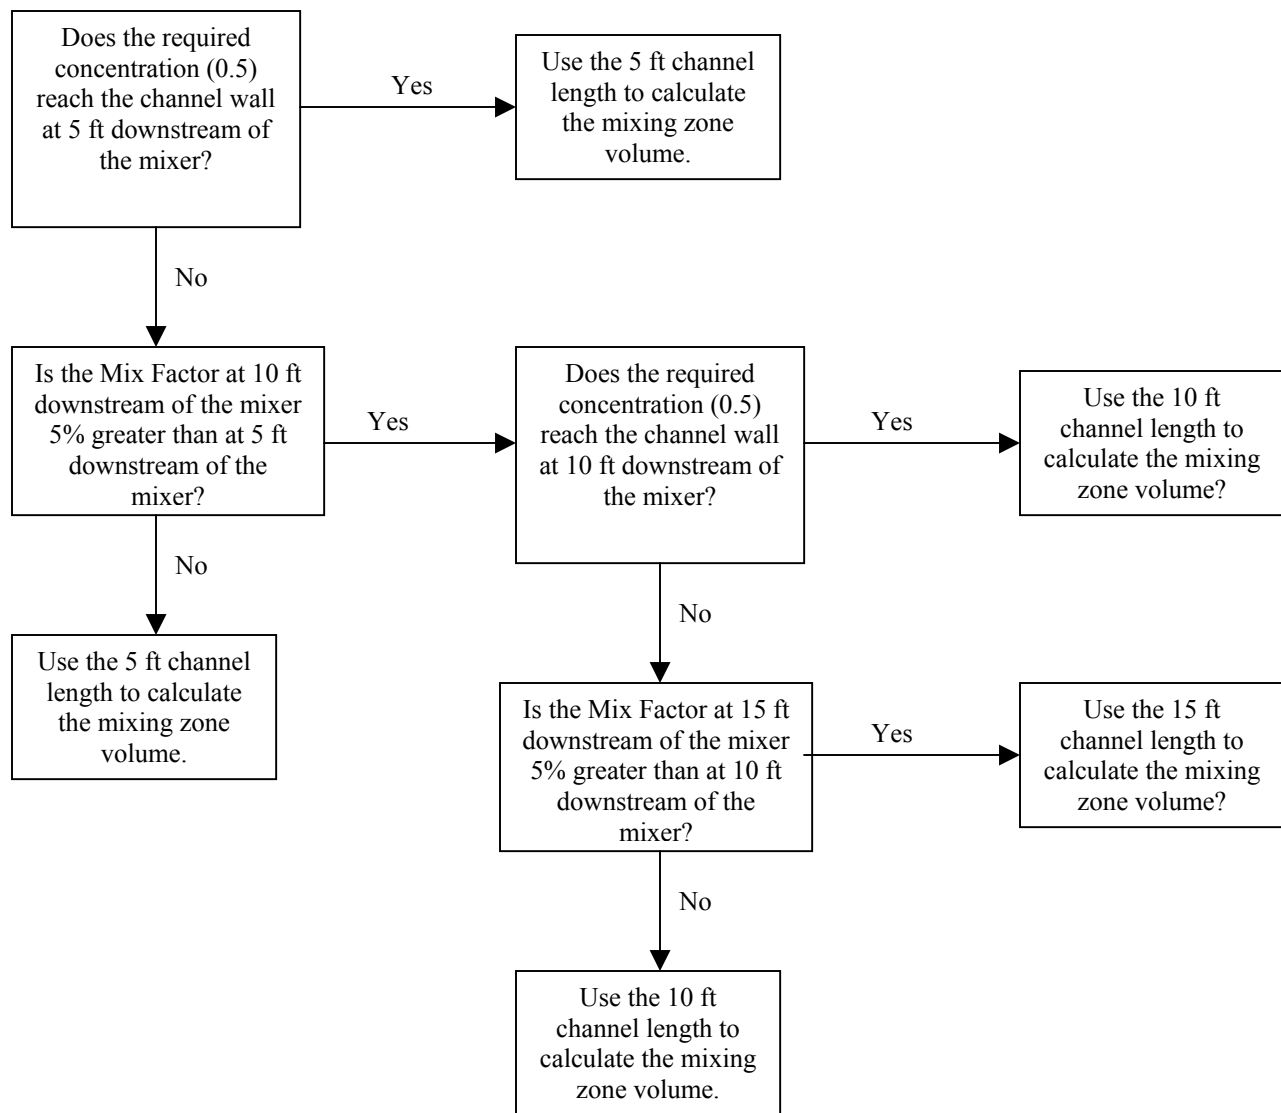 Does the required
concentration (0.5)
reach the channel wall
at 5 ft downstream of
the mixer?
Yes
Use the 5 ft channel
length to calculate
the mixing zone
volume.
No
Is the Mix Factor at 10 ft
downstream of the mixer
5% greater than at 5 ft
downstream of the
mixer?
Yes
Does the required
concentration (0.5)
reach the channel wall
at 10 ft downstream of
the mixer?
Yes
Use the 10 ft
channel length to
calculate the mixing
zone volume?
No
Use the 5 ft channel
length to calculate
the mixing zone
volume.
No
Is the Mix Factor at 15 ft
downstream of the mixer
5% greater than at 10 ft
downstream of the
mixer?
Yes
Use the 15 ft
channel length to
calculate the mixing
zone volume?
No
Use the 10 ft
channel length to
calculate the mixing
zone volume.